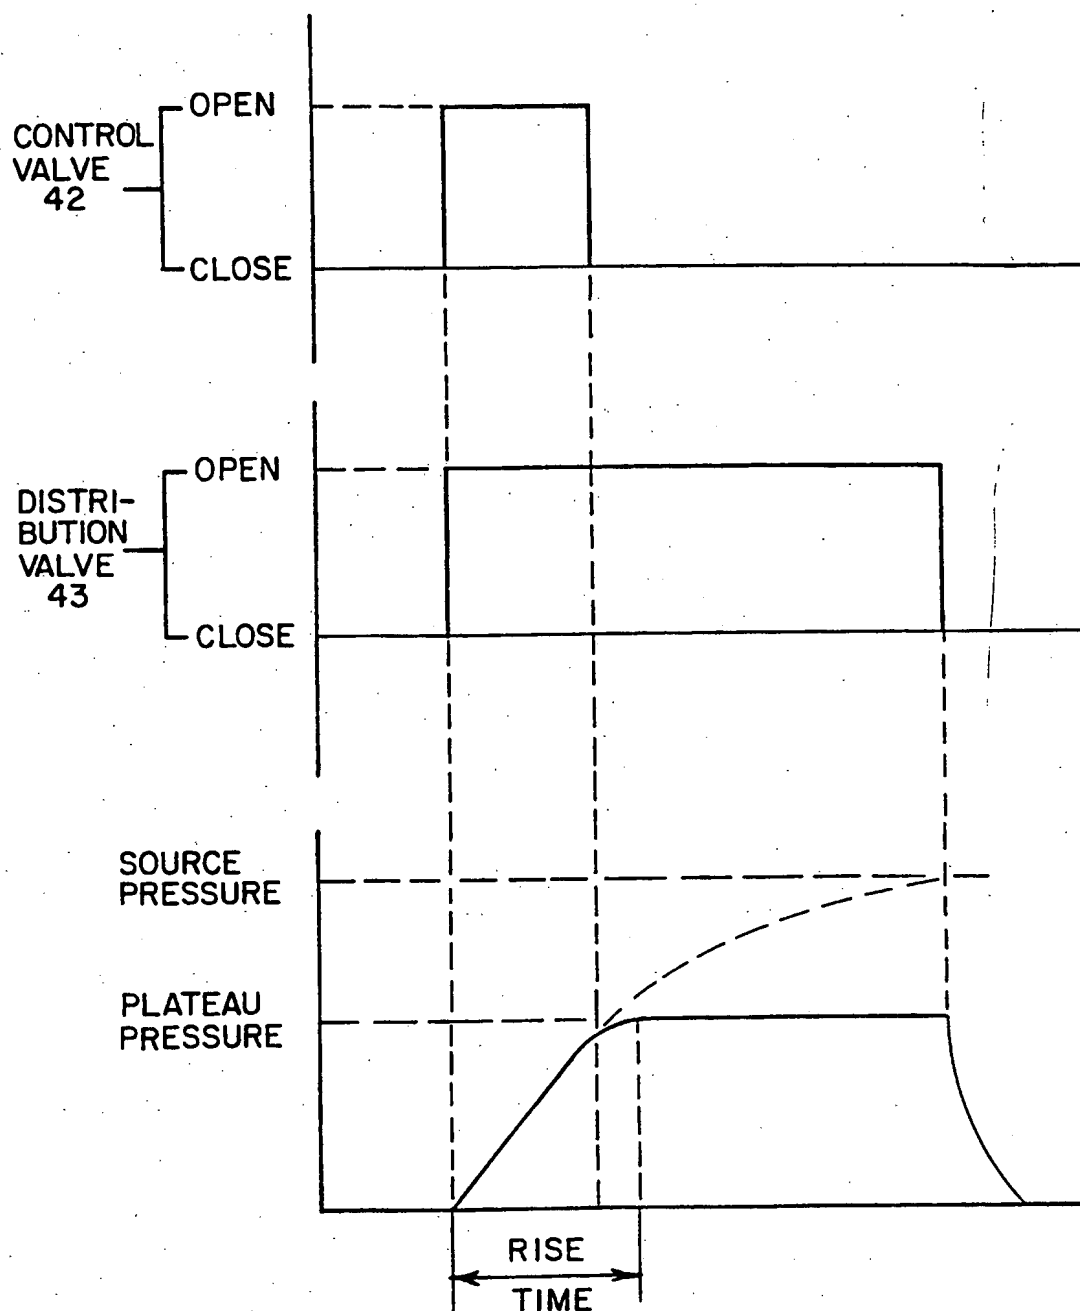 OPEN
CONTROL
VALVE
42
CLOSE
OPEN
DISTRI-
BUTION
VALVE
43
CLOSE
SOURCE
PRESSURE
PLATEAU
PRESSURE
RISE
TIME